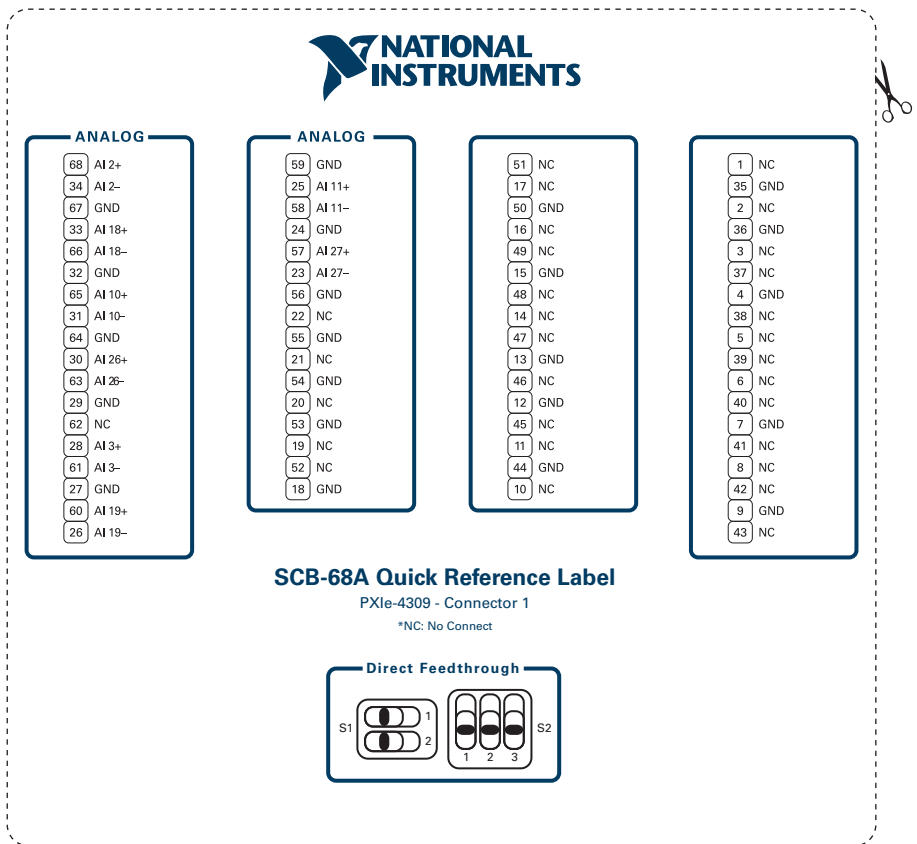 NATIONAL
INSTRUMENTS
ANALOG
68 AI 2+
34 AI 2–
67 GND
33 AI 18+
66 AI 18–
32 GND
65 AI 10+
31 AI 10–
64 GND
30 AI 26+
63 AI 26–
29 GND
62 NC
28 AI 3+
61 AI 3–
27 GND
60 AI 19+
26 AI 19–
ANALOG
59 GND
25 AI 11+
58 AI 11–
24 GND
57 AI 27+
23 AI 27–
56 GND
22 NC
55 GND
21 NC
54 GND
20 NC
53 GND
19 NC
52 NC
18 GND
51 NC
17 NC
50 GND
16 NC
49 NC
15 GND
48 NC
14 NC
47 NC
13 GND
46 NC
12 GND
45 NC
11 NC
44 GND
10 NC
1 NC
35 GND
2 NC
36 GND
3 NC
37 NC
4 GND
38 NC
5 NC
39 NC
6 NC
40 NC
7 GND
41 NC
8 NC
42 NC
9 GND
43 NC
SCB-68A Quick Reference Label
PXIe-4309 - Connector 1
*NC: No Connect
Direct Feedthrough
S1
1
2
S2
1 2 3